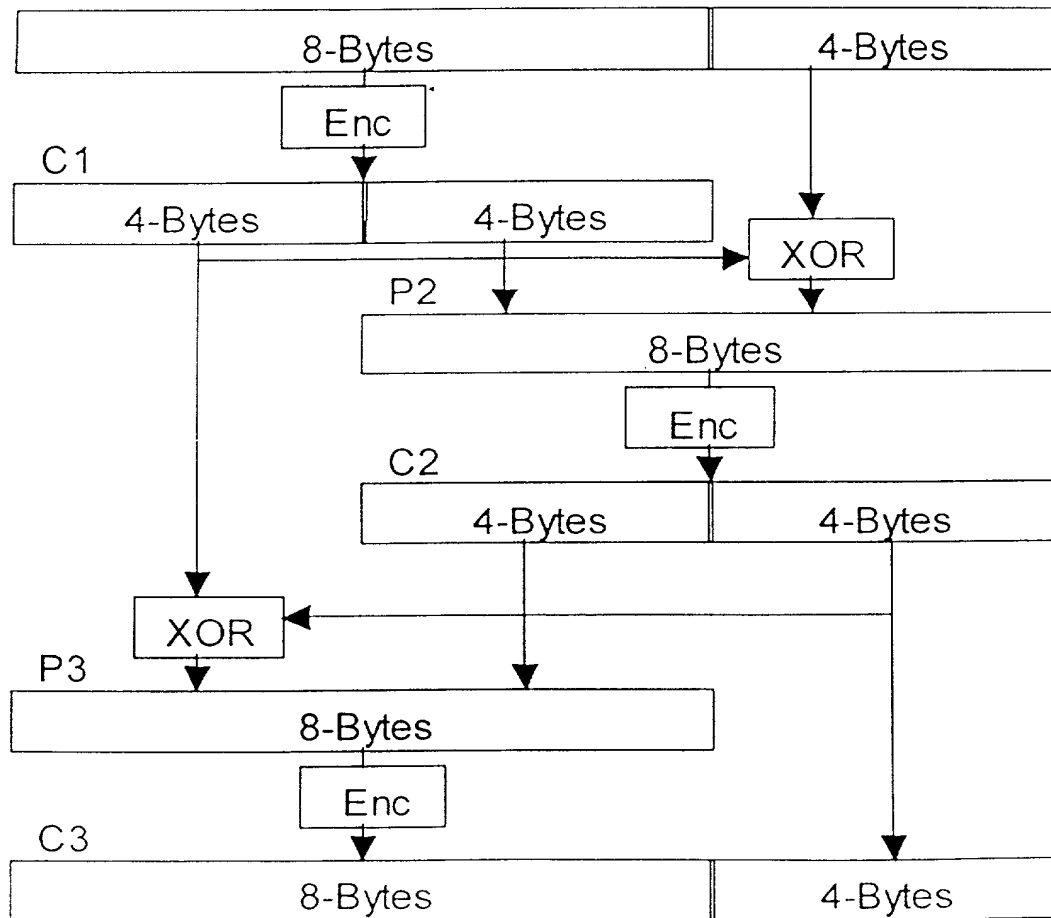 8-Bytes 4-Bytes
Enc
C1
4-Bytes 4-Bytes
XOR
P2
8-Bytes
Enc
C2
4-Bytes 4-Bytes
XOR
P3
8-Bytes
Enc
C3
8-Bytes 4-Bytes